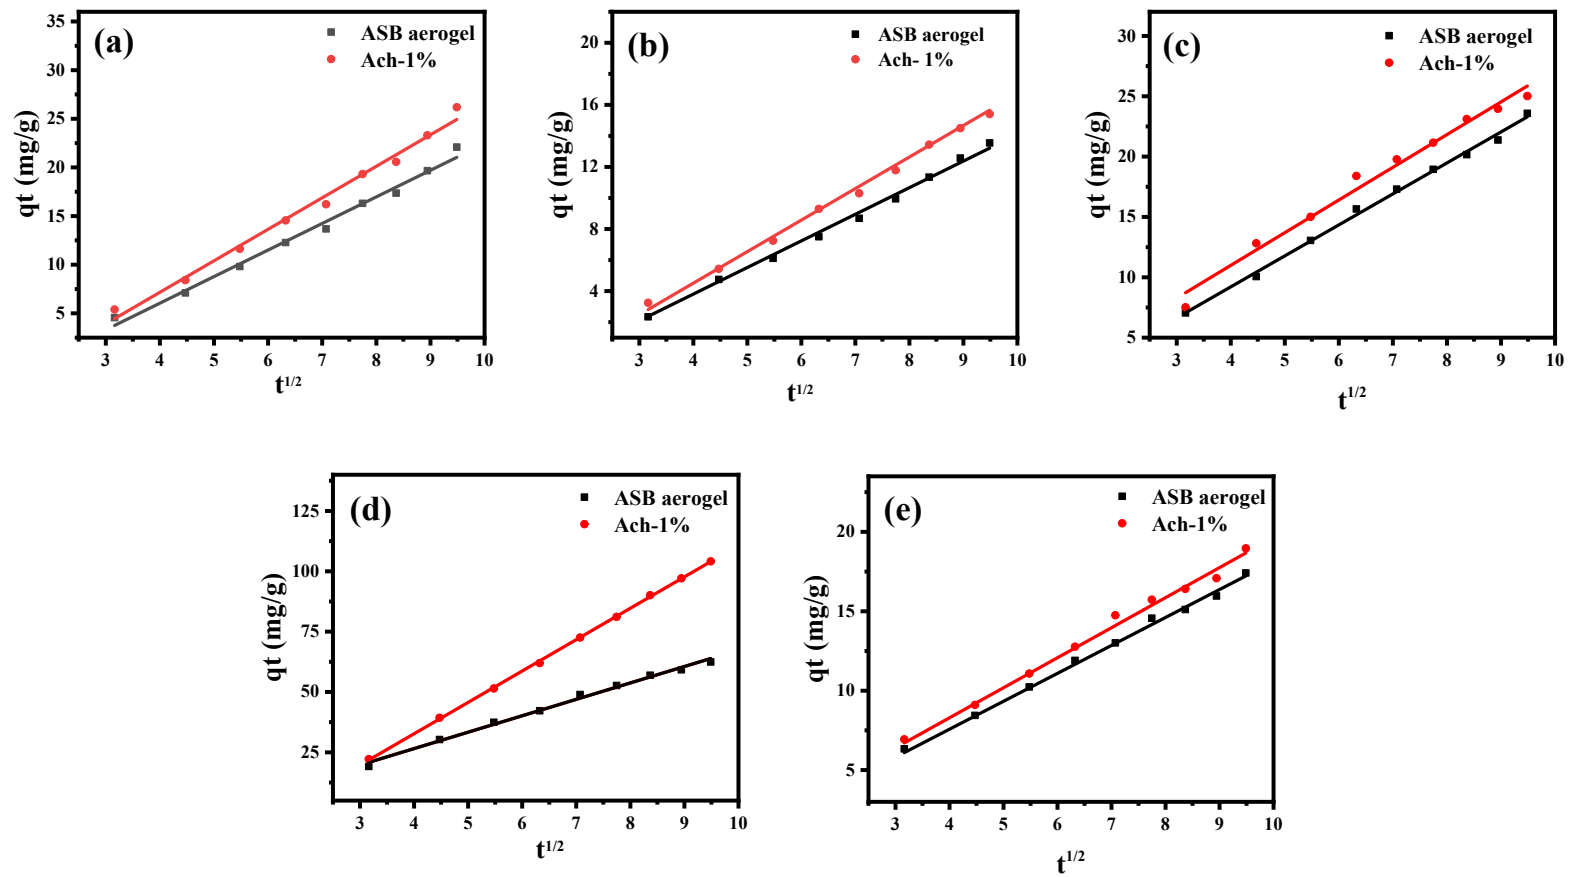 (a)
ASB aerogel
Ach-1%
qt (mg/g)
35
30
25
20
15
10
5
3 4 5 6 7 8 9 10
t1/2
(b)
ASB aerogel
Ach- 1%
qt (mg/g)
20
16
12
8
4
3 4 5 6 7 8 9 10
t1/2
(c)
ASB aerogel
Ach-1%
qt (mg/g)
30
25
20
15
10
5
3 4 5 6 7 8 9 10
t1/2
(d)
ASB aerogel
Ach-1%
qt (mg/g)
125
100
75
50
25
3 4 5 6 7 8 9 10
t1/2
(e)
ASB aerogel
Ach-1%
qt (mg/g)
20
15
10
5
3 4 5 6 7 8 9 10
t1/2